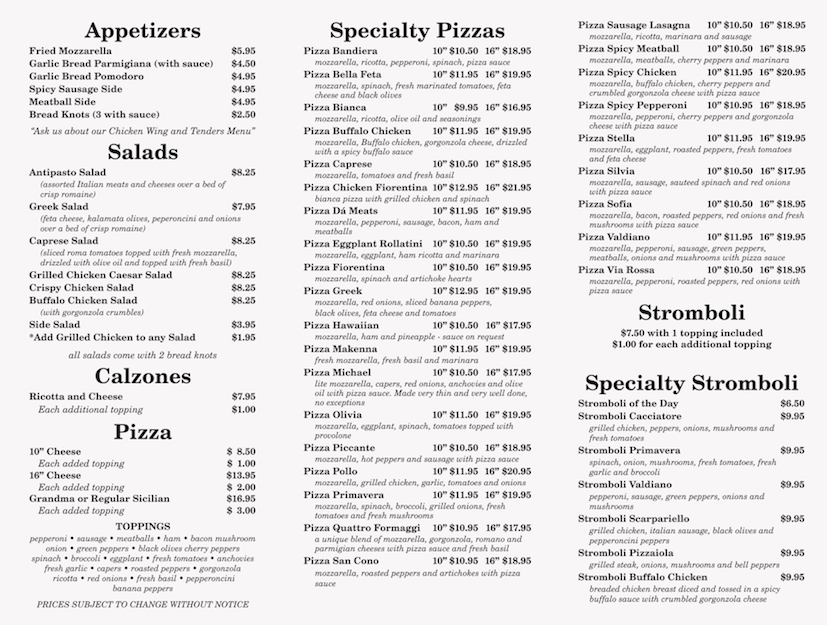 Appetizers
Fried Mozzarella $5.95
Garlic Bread Parmigiana (with sauce) $4.50
Garlic Bread Pomodoro $4.95
Spicy Sausage Side $4.95
Meatball Side $4.95
Bread Knots (3 with sauce) $2.50
"Ask us about our Chicken Wing and Tenders Menu"
Salads
Antipasto Salad $8.25
(assorted Italian meats and cheeses over a bed of
crisp romaine)
Greek Salad $7.95
(feta cheese, kalamata olives, peperoncini and onions
over a bed of crisp romaine)
Caprese Salad $8.25
(sliced roma tomatoes topped with fresh mozzarella,
drizzled with olive oil and topped with fresh basil)
Grilled Chicken Caesar Salad $8.25
Crispy Chicken Salad $8.25
Buffalo Chicken Salad $8.25
(with gorgonzola crumbles)
Side Salad $3.95
*Add Grilled Chicken to any Salad $1.95
all salads come with 2 bread knots
Calzones
Ricotta and Cheese $7.95
Each additional topping $1.00
Pizza
10" Cheese $ 8.50
Each added topping $ 1.00
16" Cheese $13.95
Each added topping $ 2.00
Grandma or Regular Sicilian $16.95
Each added topping $ 3.00
TOPPINGS
pepperoni • sausage • meatballs • ham • bacon mushroom
onion • green peppers • black olives cherry peppers
spinach • broccoli • eggplant • fresh tomatoes • anchovies
fresh garlic • capers • roasted peppers • gorgonzola
ricotta • red onions • fresh basil • pepperoncini
banana peppers
PRICES SUBJECT TO CHANGE WITHOUT NOTICE
Specialty Pizzas
Pizza Bandiera 10" $10.50 16" $18.95
mozzarella, ricotta, pepperoni, spinach, pizza sauce
Pizza Bella Feta 10" $11.95 16" $19.95
mozzarella, spinach, fresh marinated tomatoes, feta
cheese and black olives
Pizza Bianca 10" $9.95 16" $16.95
mozzarella, ricotta, olive oil and seasonings
Pizza Buffalo Chicken 10" $11.95 16" $19.95
mozzarella, Buffalo chicken, gorgonzola cheese, drizzled
with a spicy buffalo sauce
Pizza Caprese 10" $10.50 16" $18.95
mozzarella, tomatoes and fresh basil
Pizza Chicken Fiorentina 10" $12.95 16" $21.95
bianca pizza with grilled chicken and spinach
Pizza Dá Meats 10" $11.95 16" $19.95
mozzarella, pepperoni, sausage, bacon, ham and
meatballs
Pizza Eggplant Rollatini 10" $10.50 16" $19.95
mozzarella, eggplant, ham ricotta and marinara
Pizza Fiorentina 10" $10.50 16" $19.95
mozzarella, spinach and artichoke hearts
Pizza Greek 10" $12.95 16" $19.95
mozzarella, red onions, sliced banana peppers,
black olives, feta cheese and tomatoes
Pizza Hawaiian 10" $10.50 16" $17.95
mozzarella, ham and pineapple - sauce on request
Pizza Makenna 10" $11.95 16" $19.95
fresh mozzarella, fresh basil and marinara
Pizza Michael 10" $10.50 16" $17.95
lite mozzarella, capers, red onions, anchovies and olive
oil with pizza sauce. Made very thin and very well done,
no exceptions
Pizza Olivia 10" $11.50 16" $19.95
mozzarella, eggplant, spinach, tomatoes topped with
provolone
Pizza Piccante 10" $10.50 16" $18.95
mozzarella, hot peppers and sausage with pizza sauce
Pizza Pollo 10" $11.95 16" $20.95
mozzarella, grilled chicken, garlic, tomatoes and onions
Pizza Primavera 10" $11.95 16" $19.95
mozzarella, spinach, broccoli, grilled onions, fresh
tomatoes and fresh mushrooms
Pizza Quattro Formaggi 10" $10.95 16" $17.95
a unique blend of mozzarella, gorgonzola, romano and
parmigian cheeses with pizza sauce and fresh basil
Pizza San Cono 10" $10.95 16" $18.95
mozzarella, roasted peppers and artichokes with pizza
sauce
Pizza Sausage Lasagna 10" $10.50 16" $18.95
mozzarella, ricotta, marinara and sausage
Pizza Spicy Meatball 10" $10.50 16" $18.95
mozzarella, meatballs, cherry peppers and marinara
Pizza Spicy Chicken 10" $11.95 16" $20.95
mozzarella, buffalo chicken, cherry peppers and
crumbled gorgonzola cheese with pizza sauce
Pizza Spicy Pepperoni 10" $10.95 16" $18.95
mozzarella, pepperoni, cherry peppers and gorgonzola
cheese with pizza sauce
Pizza Stella 10" $11.95 16" $19.95
mozzarella, eggplant, roasted peppers, fresh tomatoes
and feta cheese
Pizza Silvia 10" $10.50 16" $17.95
mozzarella, sausage, sauteed spinach and red onions
with pizza sauce
Pizza Sofia 10" $10.50 16" $18.95
mozzarella, bacon, roasted peppers, red onions and fresh
mushrooms with pizza sauce
Pizza Valdiano 10" $11.95 16" $19.95
mozzarella, pepperoni, sausage, green peppers,
meatballs, onions and mushrooms with pizza sauce
Pizza Via Rossa 10" $10.50 16" $18.95
mozzarella, pepperoni, roasted peppers, red onions with
pizza sauce
Stromboli
$7.50 with 1 topping included
$1.00 for each additional topping
Specialty Stromboli
Stromboli of the Day $6.50
Stromboli Cacciatore $9.95
grilled chicken, peppers, onions, mushrooms and
fresh tomatoes
Stromboli Primavera $9.95
spinach, onion, mushrooms, fresh tomatoes, fresh
garlic and broccoli
Stromboli Valdiano $9.95
pepperoni, sausage, green peppers, onions and
mushrooms
Stromboli Scarpariello $9.95
grilled chicken, italian sausage, black olives and
pepperoncini peppers
Stromboli Pizzaiola $9.95
grilled steak, onions, mushrooms and bell peppers
Stromboli Buffalo Chicken $9.95
breaded chicken breast diced and tossed in a spicy
buffalo sauce with crumbled gorgonzola cheese